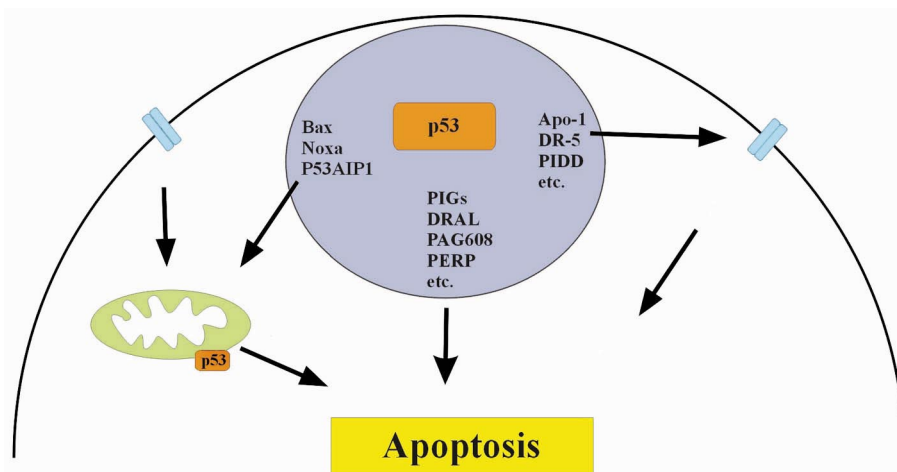 p53
Bax
Noxa
P53AIP1
Apo-1
DR-5
PIDD
etc.
PIGs
DRAL
PAG608
PERP
etc.
p53
Apoptosis